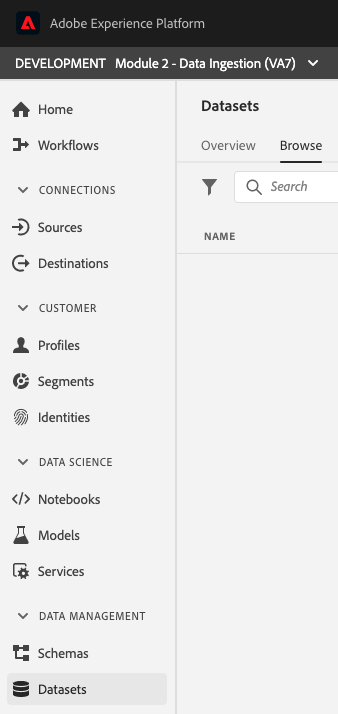 Adobe Experience Platform
DEVELOPMENT Module 2 - Data Ingestion (VA7)
Home
Workflows
CONNECTIONS
Sources
Destinations
CUSTOMER
Profiles
Segments
Identities
DATA SCIENCE
Notebooks
Models
Services
DATA MANAGEMENT
Schemas
Datasets
Datasets
Overview Browse
Search
NAME